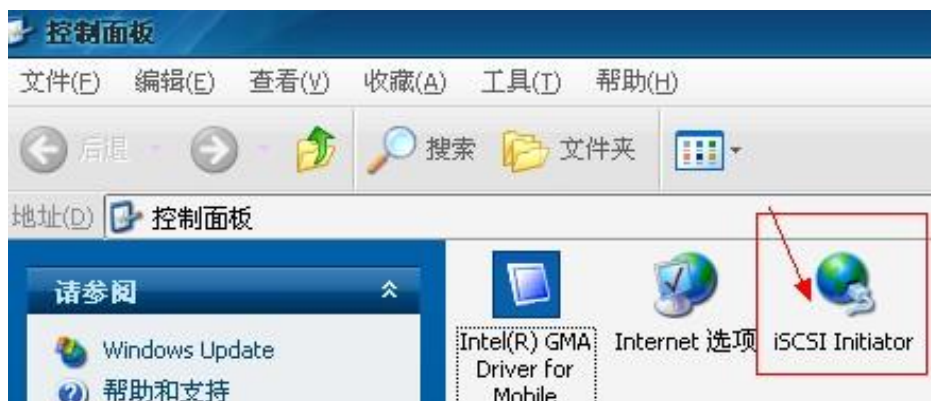 控制面板
文件(F) 编辑(E) 查看(V) 收藏(A) 工具(T) 帮助(H)
后退 搜索 文件夹
地址(D) 控制面板
请参阅
Windows Update
帮助和支持
Intel(R) GMA
Driver for
Mobile
Internet 选项
iSCSI Initiator